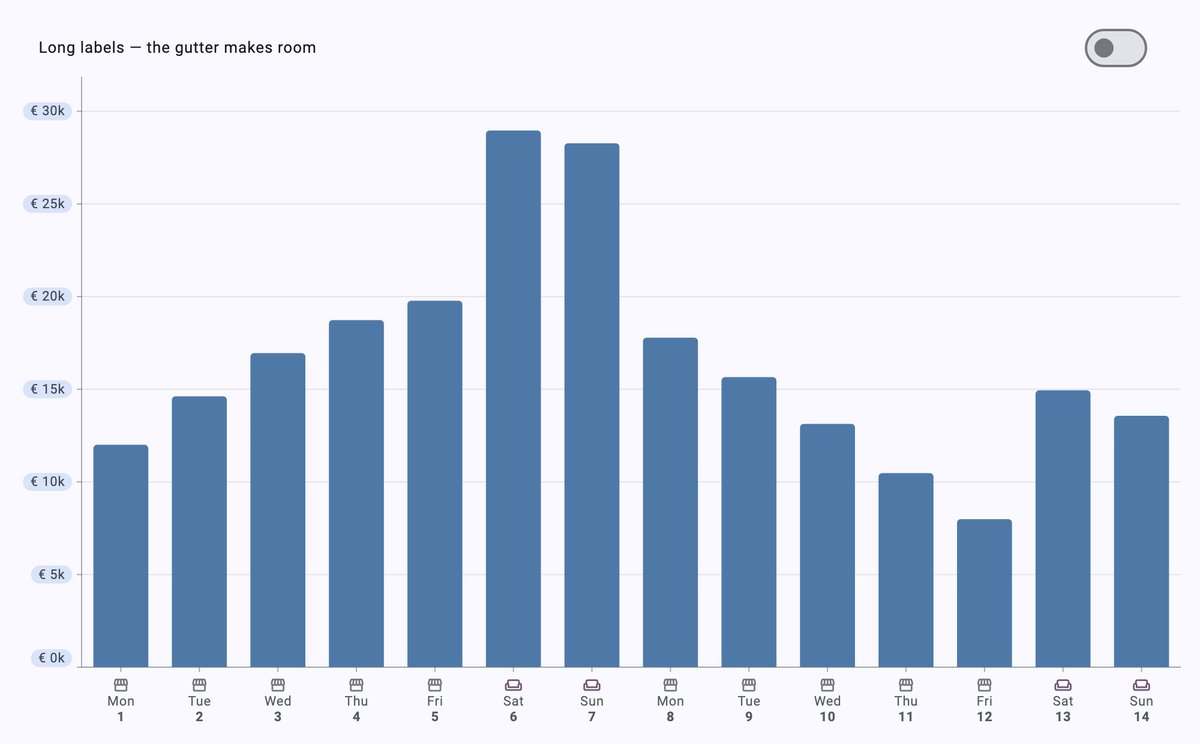 Long labels — the gutter makes room
€ 30k
€ 25k
€ 20k
€ 15k
€ 10k
€ 5k
€ 0k
Mon Tue Wed Thu Fri Sat Sun Mon Tue Wed Thu Fri Sat Sun
1 2 3 4 5 6 7 8 9 10 11 12 13 14